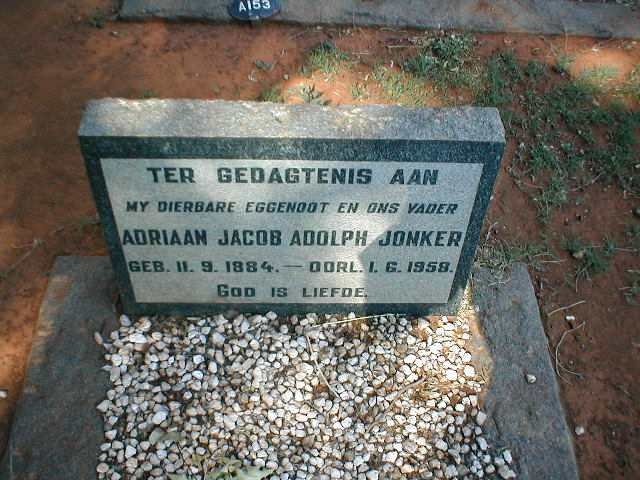 A153
TER GEDAGTENIS AAN
MY DIERBARE EGGENOOT EN ONS VADER
ADRIAAN JACOB ADOLPH JONKER
GEB. 11. 9. 1884. — OORL. 1. 6. 1958.
GOD IS LIEFDE.